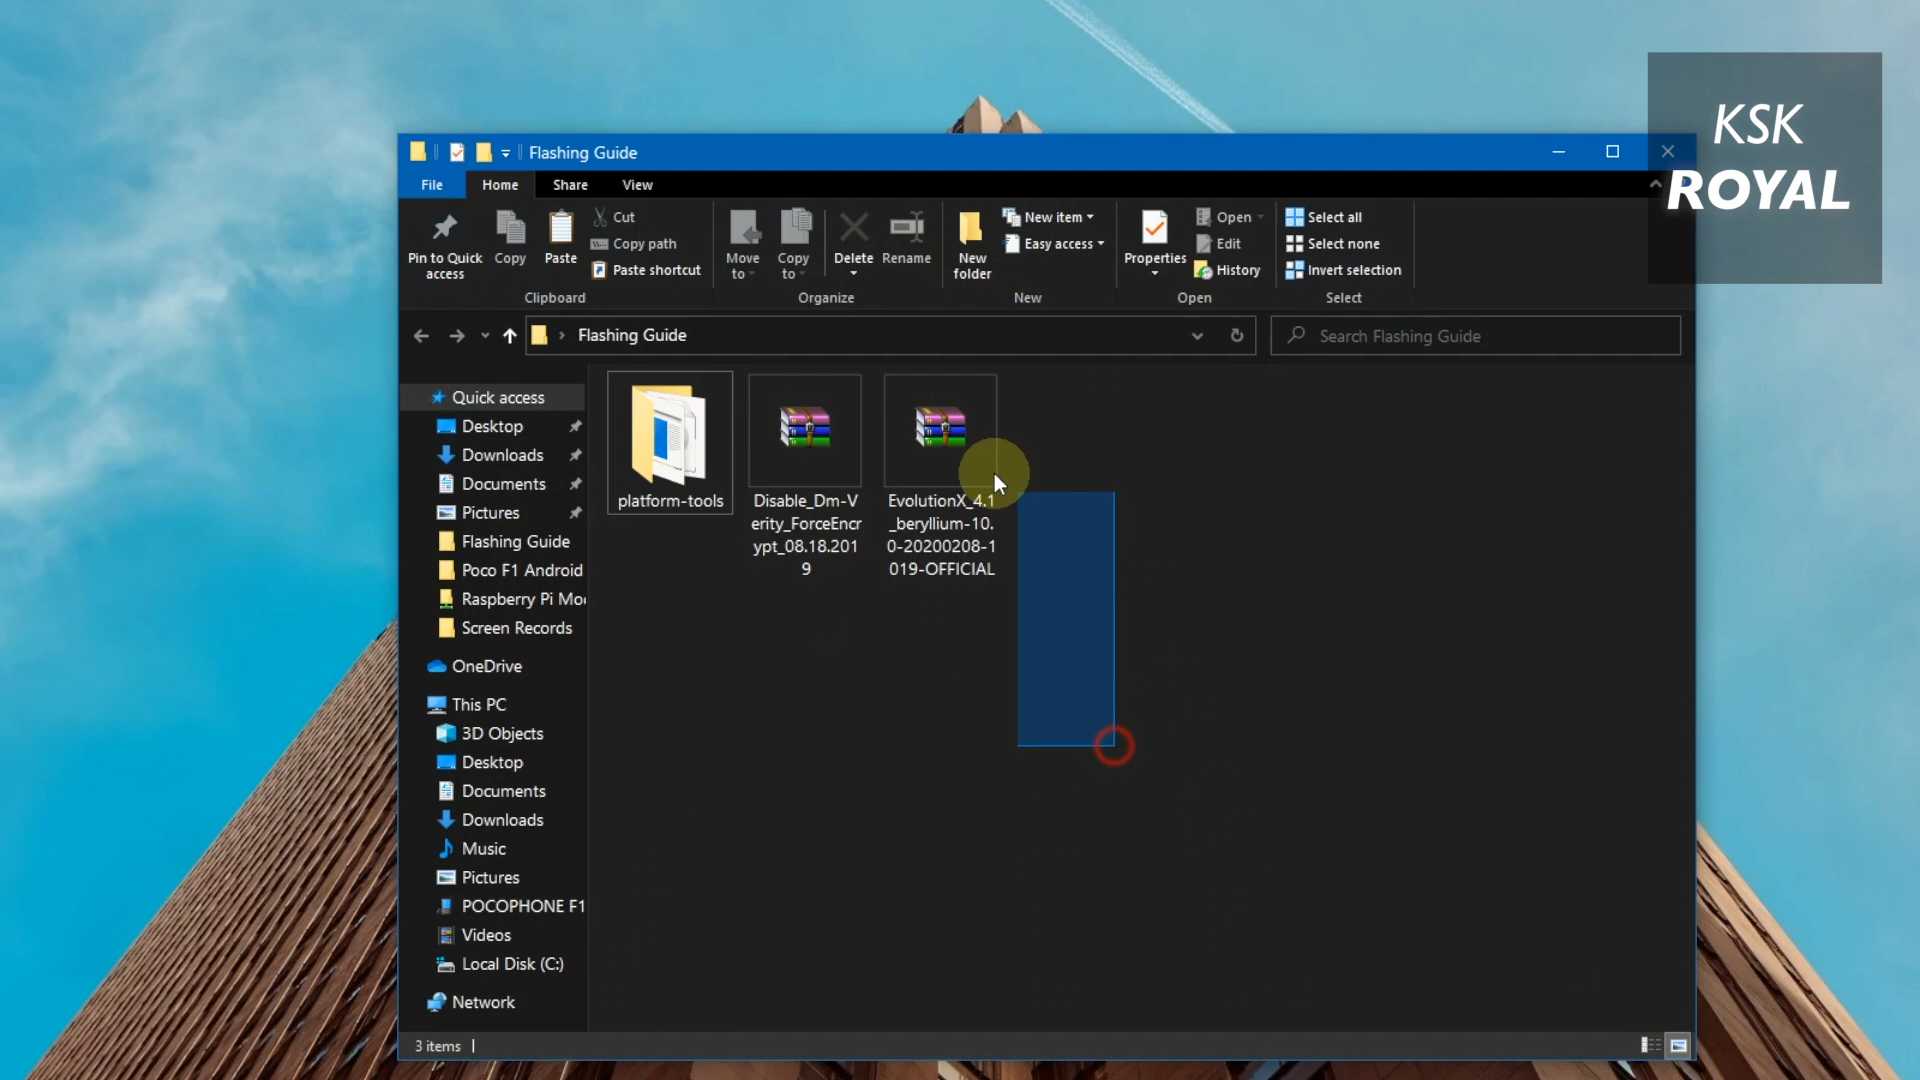 KSK
ROYAL
Flashing Guide
File
Home
Share
View
Pin to Quick
access
Copy
Paste
Cut
Copy path
Paste shortcut
Clipboard
Move
to
Copy
to
Delete
Rename
Organize
New
folder
New item
Easy access
New
Properties
Open
Edit
History
Open
Select all
Select none
Invert selection
Select
Flashing Guide
Search Flashing Guide
Quick access
Desktop
Downloads
Documents
Pictures
Flashing Guide
Poco F1 Android
Raspberry Pi Mo
Screen Records
OneDrive
This PC
3D Objects
Desktop
Documents
Downloads
Music
Pictures
POCOPHONE F1
Videos
Local Disk (C:)
Network
platform-tools
Disable_Dm-V
erity_ForceEncr
ypt_08.18.201
9
EvolutionX_4.1
_beryllium-10.
0-20200208-1
019-OFFICIAL
3 items